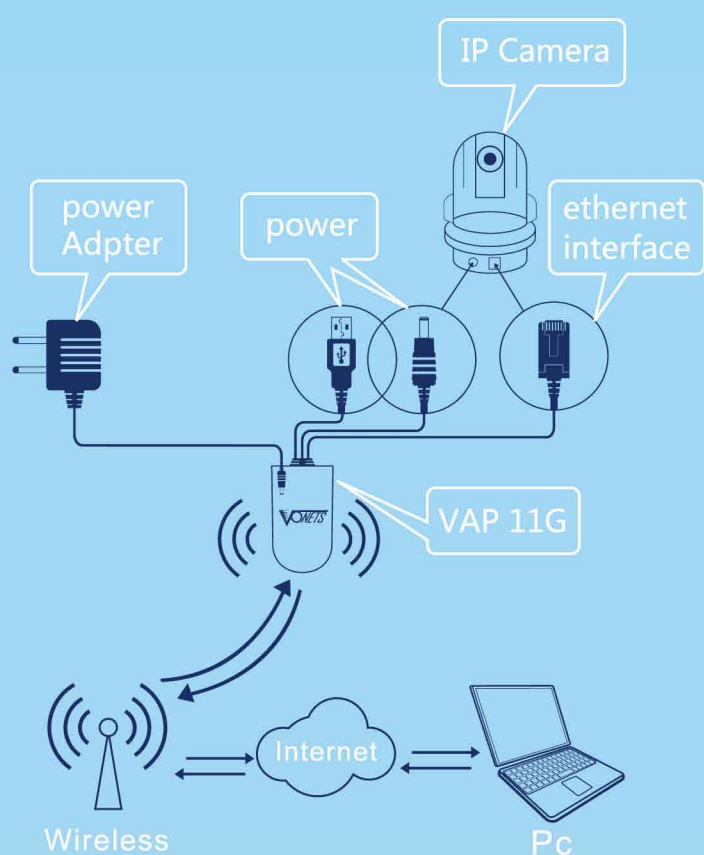 IP Camera
power
Adpter
power
ethernet
interface
VONETS
VAP 11G
Internet
Wireless
Pc